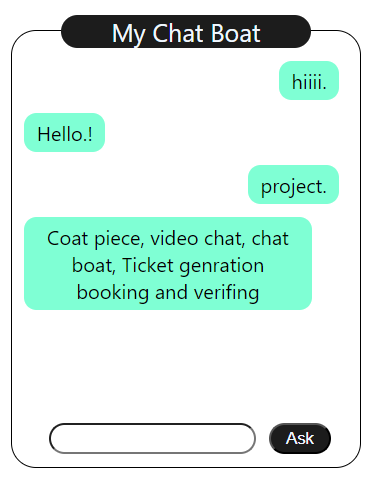 My Chat Boat
hiiii.
Hello.!
project.
Coat piece, video chat, chat
boat, Ticket genration
booking and verifing
Ask